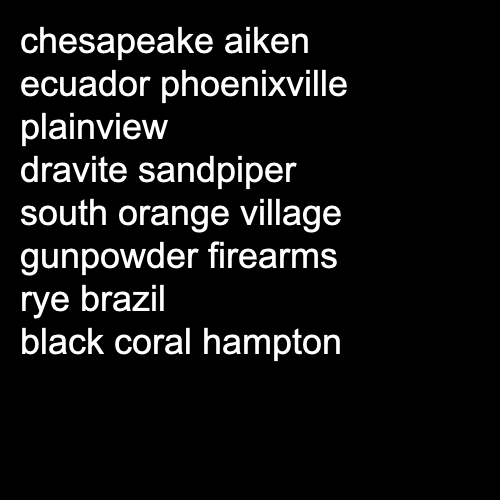 chesapeake aiken
ecuador phoenixville
plainview
dravite sandpiper
south orange village
gunpowder firearms
rye brazil
black coral hampton